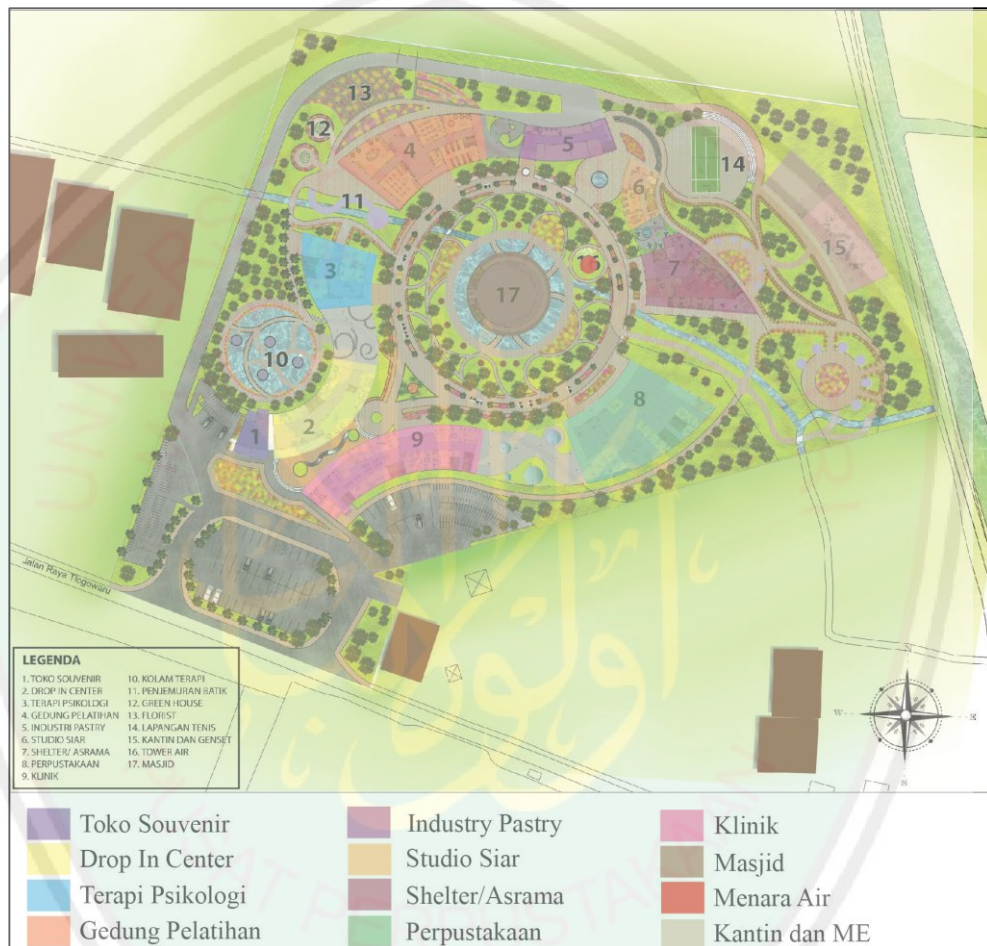 13
12
4
5
14
6
11
15
3
7
16
17
10
8
1
2
9
Jalan Raya Tlogowaru
N
W
E
S
LEGENDA
1. TOKO SOUVENIR
2. DROP IN CENTER
3. TERAPI PSIKOLOGI
4. GEDUNG PELATIHAN
5. INDUSTRI PASTRY
6. STUDIO SIAR
7. SHELTER/ ASRAMA
8. PERPUSTAKAAN
9. KLINIK
10. KOLAM TERAPI
11. PENJEMURAN BATIK
12. GREEN HOUSE
13. FLORIST
14. LAPANGAN TENIS
15. KANTIN DAN GENSET
16. TOWER AIR
17. MASJID
Toko Souvenir
Drop In Center
Terapi Psikologi
Gedung Pelatihan
Industry Pastry
Studio Siar
Shelter/Asrama
Perpustakaan
Klinik
Masjid
Menara Air
Kantin dan ME